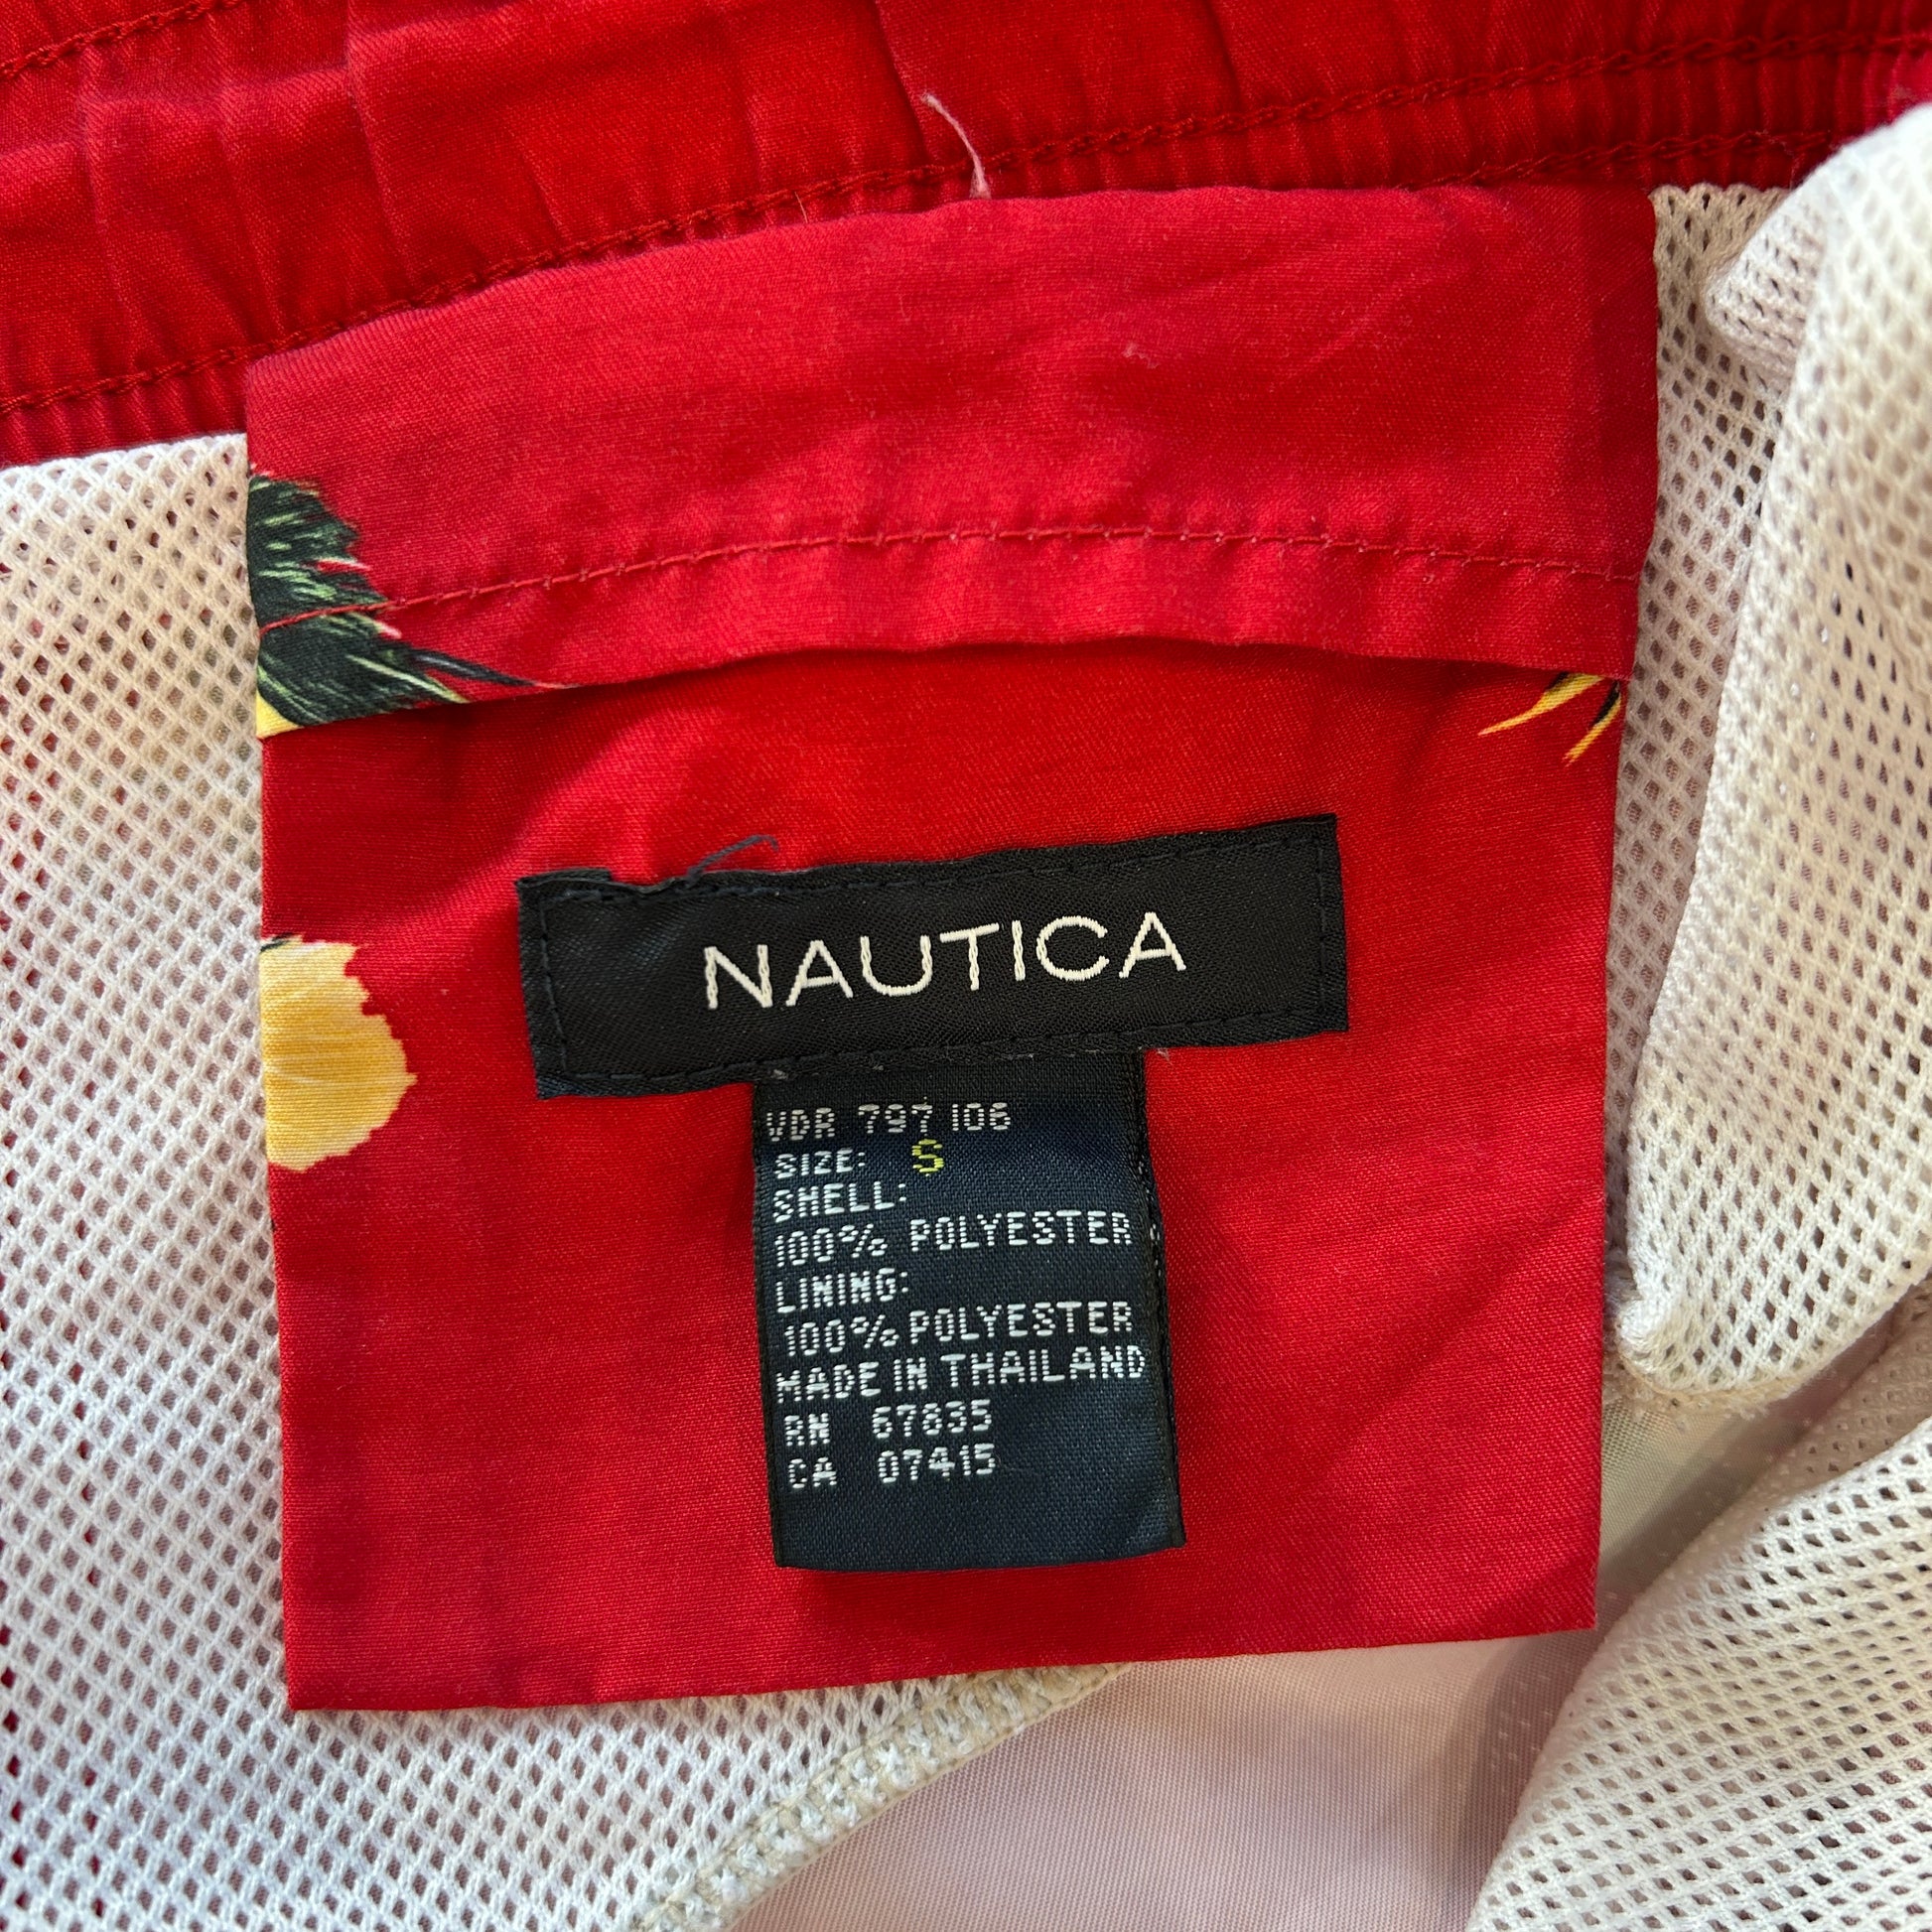 NAUTICA
VDR 797 106
SIZE: S
SHELL:
100% POLYESTER
LINING:
100% POLYESTER
MADE IN THAILAND
RN 67835
CA 07415